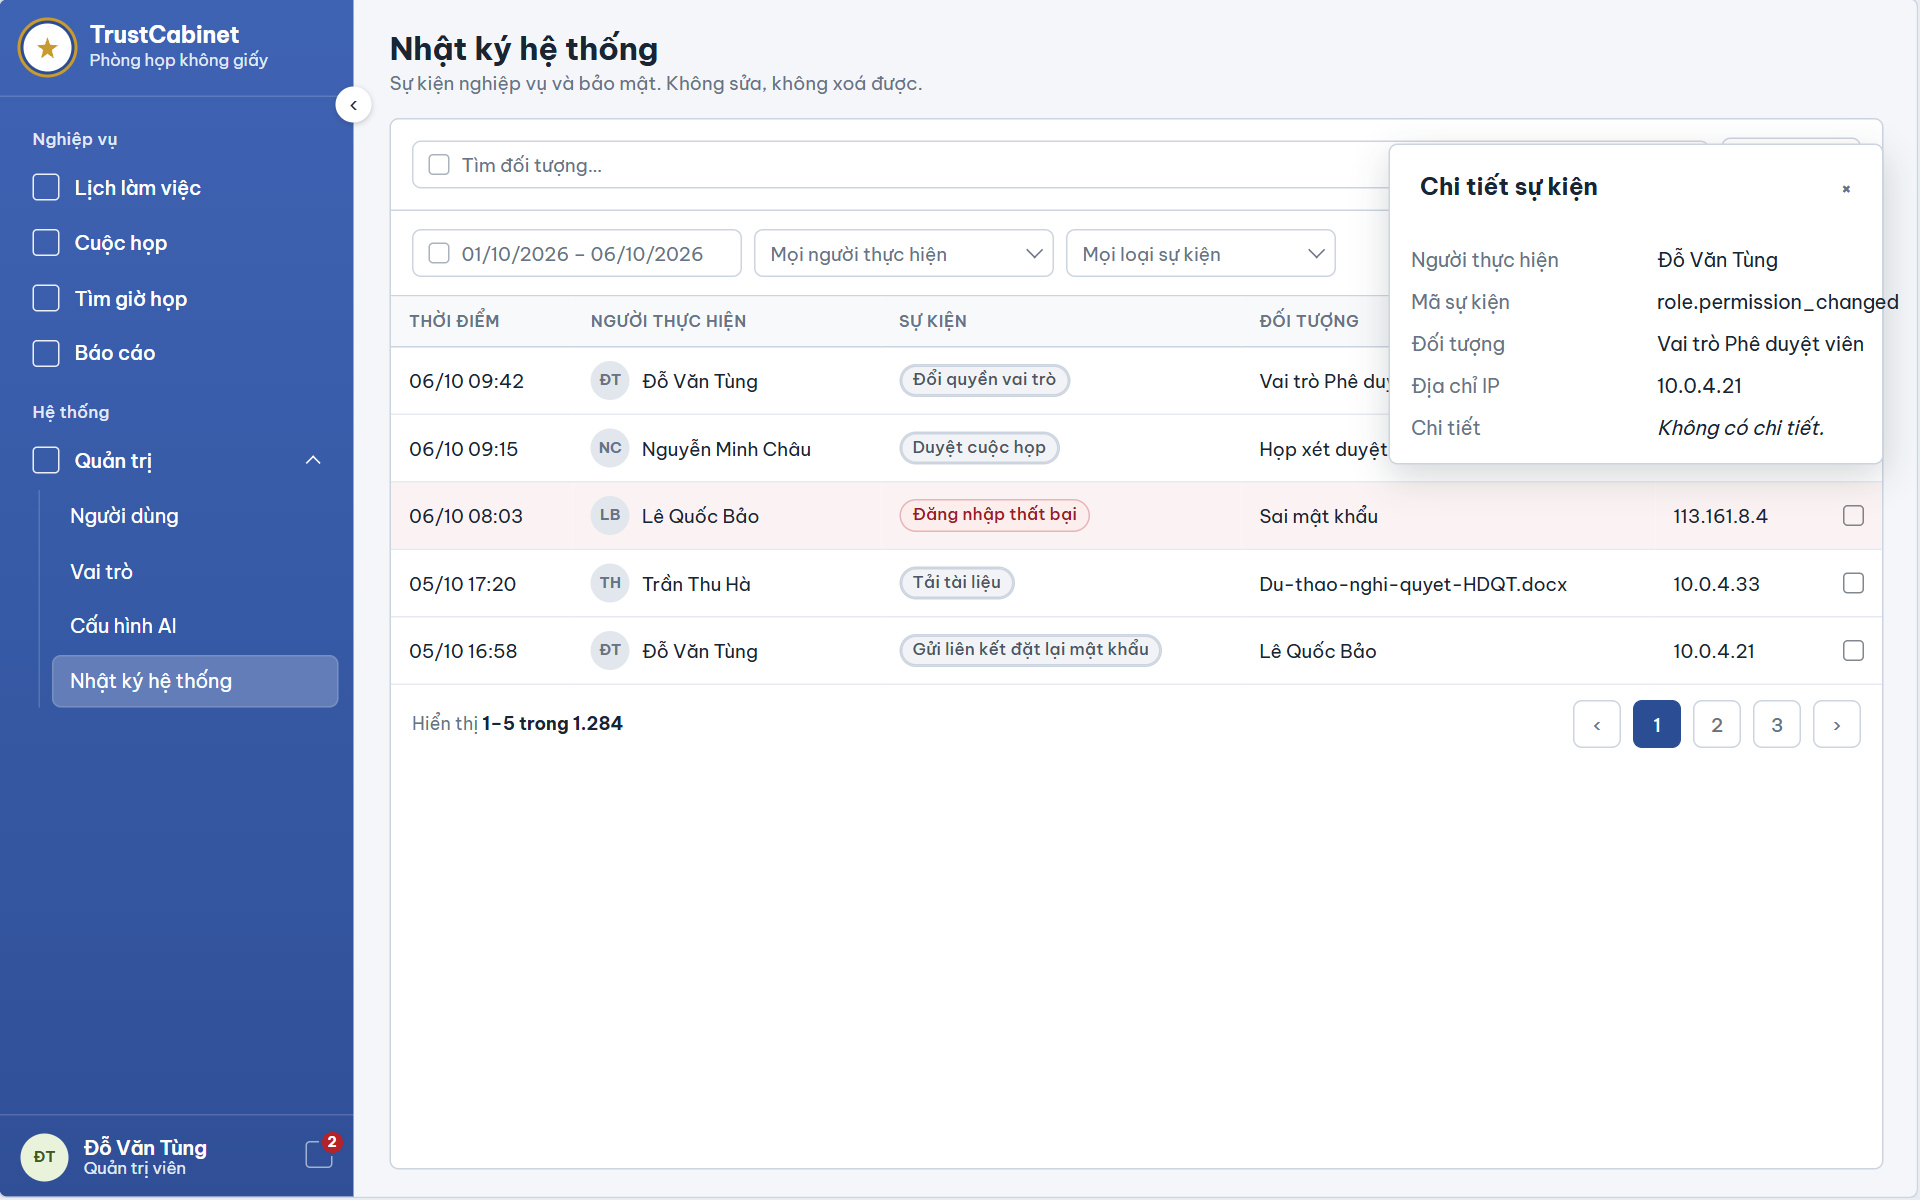 TrustCabinet
Phòng họp không giấy
Nghiệp vụ
Lịch làm việc
Cuộc họp
Tìm giờ họp
Báo cáo
Hệ thống
Quản trị
Người dùng
Vai trò
Cấu hình AI
Nhật ký hệ thống
ĐT
Đỗ Văn Tùng
Quản trị viên
2
Nhật ký hệ thống
Sự kiện nghiệp vụ và bảo mật. Không sửa, không xoá được.
Tìm đối tượng...
01/10/2026 – 06/10/2026
Mọi người thực hiện
Mọi loại sự kiện
THỜI ĐIỂM NGƯỜI THỰC HIỆN SỰ KIỆN ĐỐI TƯỢNG
06/10 09:42 ĐT Đỗ Văn Tùng Đổi quyền vai trò Vai trò Phê
06/10 09:15 NC Nguyễn Minh Châu Duyệt cuộc họp Họp xét duyệt
06/10 08:03 LB Lê Quốc Bảo Đăng nhập thất bại Sai mật khẩu 113.161.8.4
05/10 17:20 TH Trần Thu Hà Tải tài liệu Du-thao-nghi-quyet-HDQT.docx 10.0.4.33
05/10 16:58 ĐT Đỗ Văn Tùng Gửi liên kết đặt lại mật khẩu Lê Quốc Bảo 10.0.4.21
Hiển thị 1–5 trong 1.284
‹ 1 2 3 ›
Chi tiết sự kiện
Người thực hiện Đỗ Văn Tùng
Mã sự kiện role.permission_changed
Đối tượng Vai trò Phê duyệt viên
Địa chỉ IP 10.0.4.21
Chi tiết Không có chi tiết.